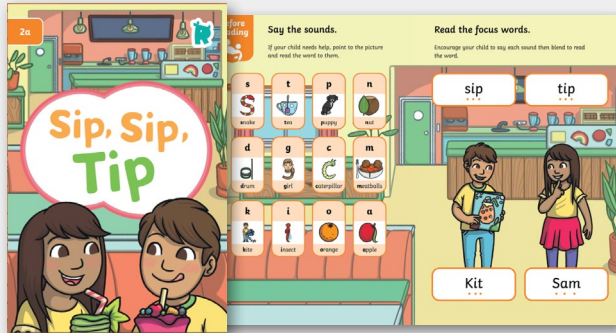 2a
Sip, Sip,
Tip
Before
Reading
Say the sounds.
If your child needs help, point to the picture
and read the word to them.
s
t
p
n
snake
tea
puppy
nut
d
g
c
m
drum
girl
caterpillar
meatballs
k
i
o
a
kite
insect
orange
apple
Read the focus words.
Encourage your child to say each sound then blend to read
the word.
sip
tip
Kit
Sam